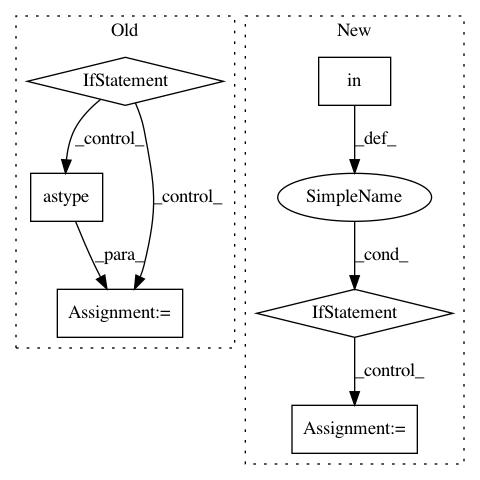 Old
IfStatement
_control_
astype
_control_
_para_
Assignment:=
New
in
_def_
SimpleName
_cond_
IfStatement
_control_
Assignment:=